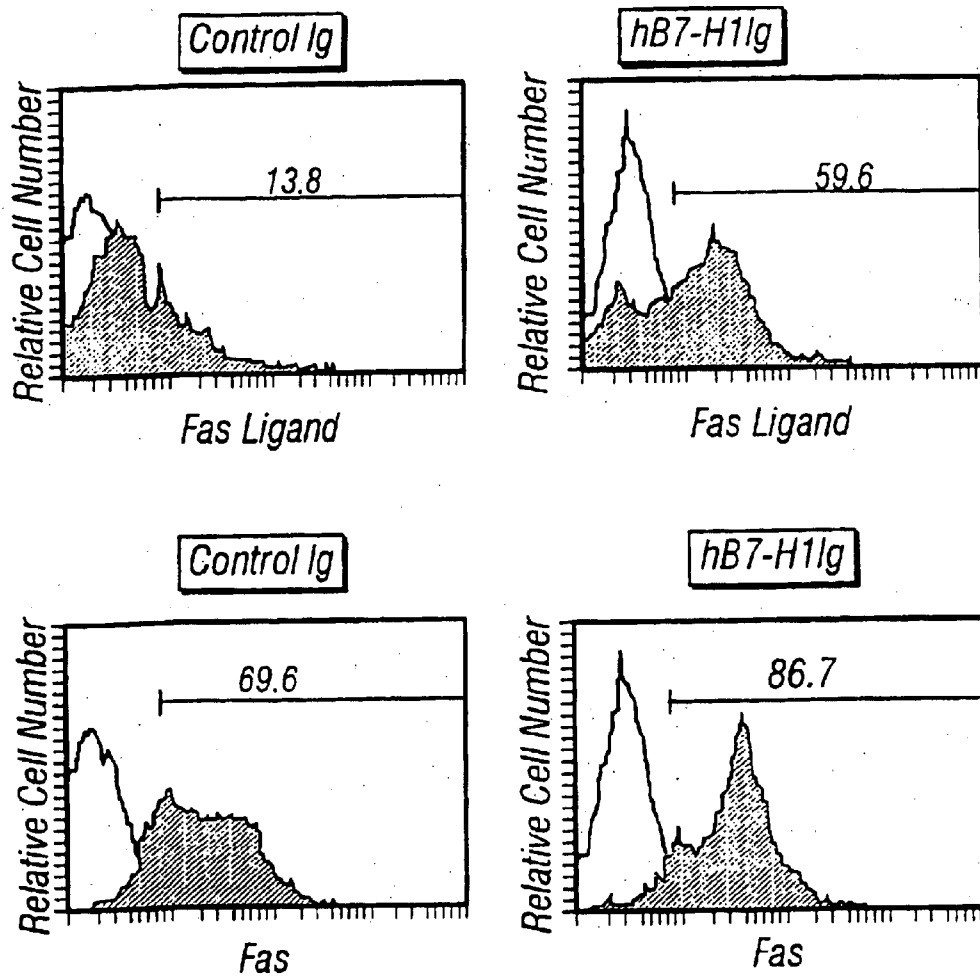 Control Ig
hB7-H1Ig
Relative Cell Number
13.8
Fas Ligand
Relative Cell Number
59.6
Fas Ligand
Control Ig
hB7-H1Ig
Relative Cell Number
69.6
Fas
Relative Cell Number
86.7
Fas